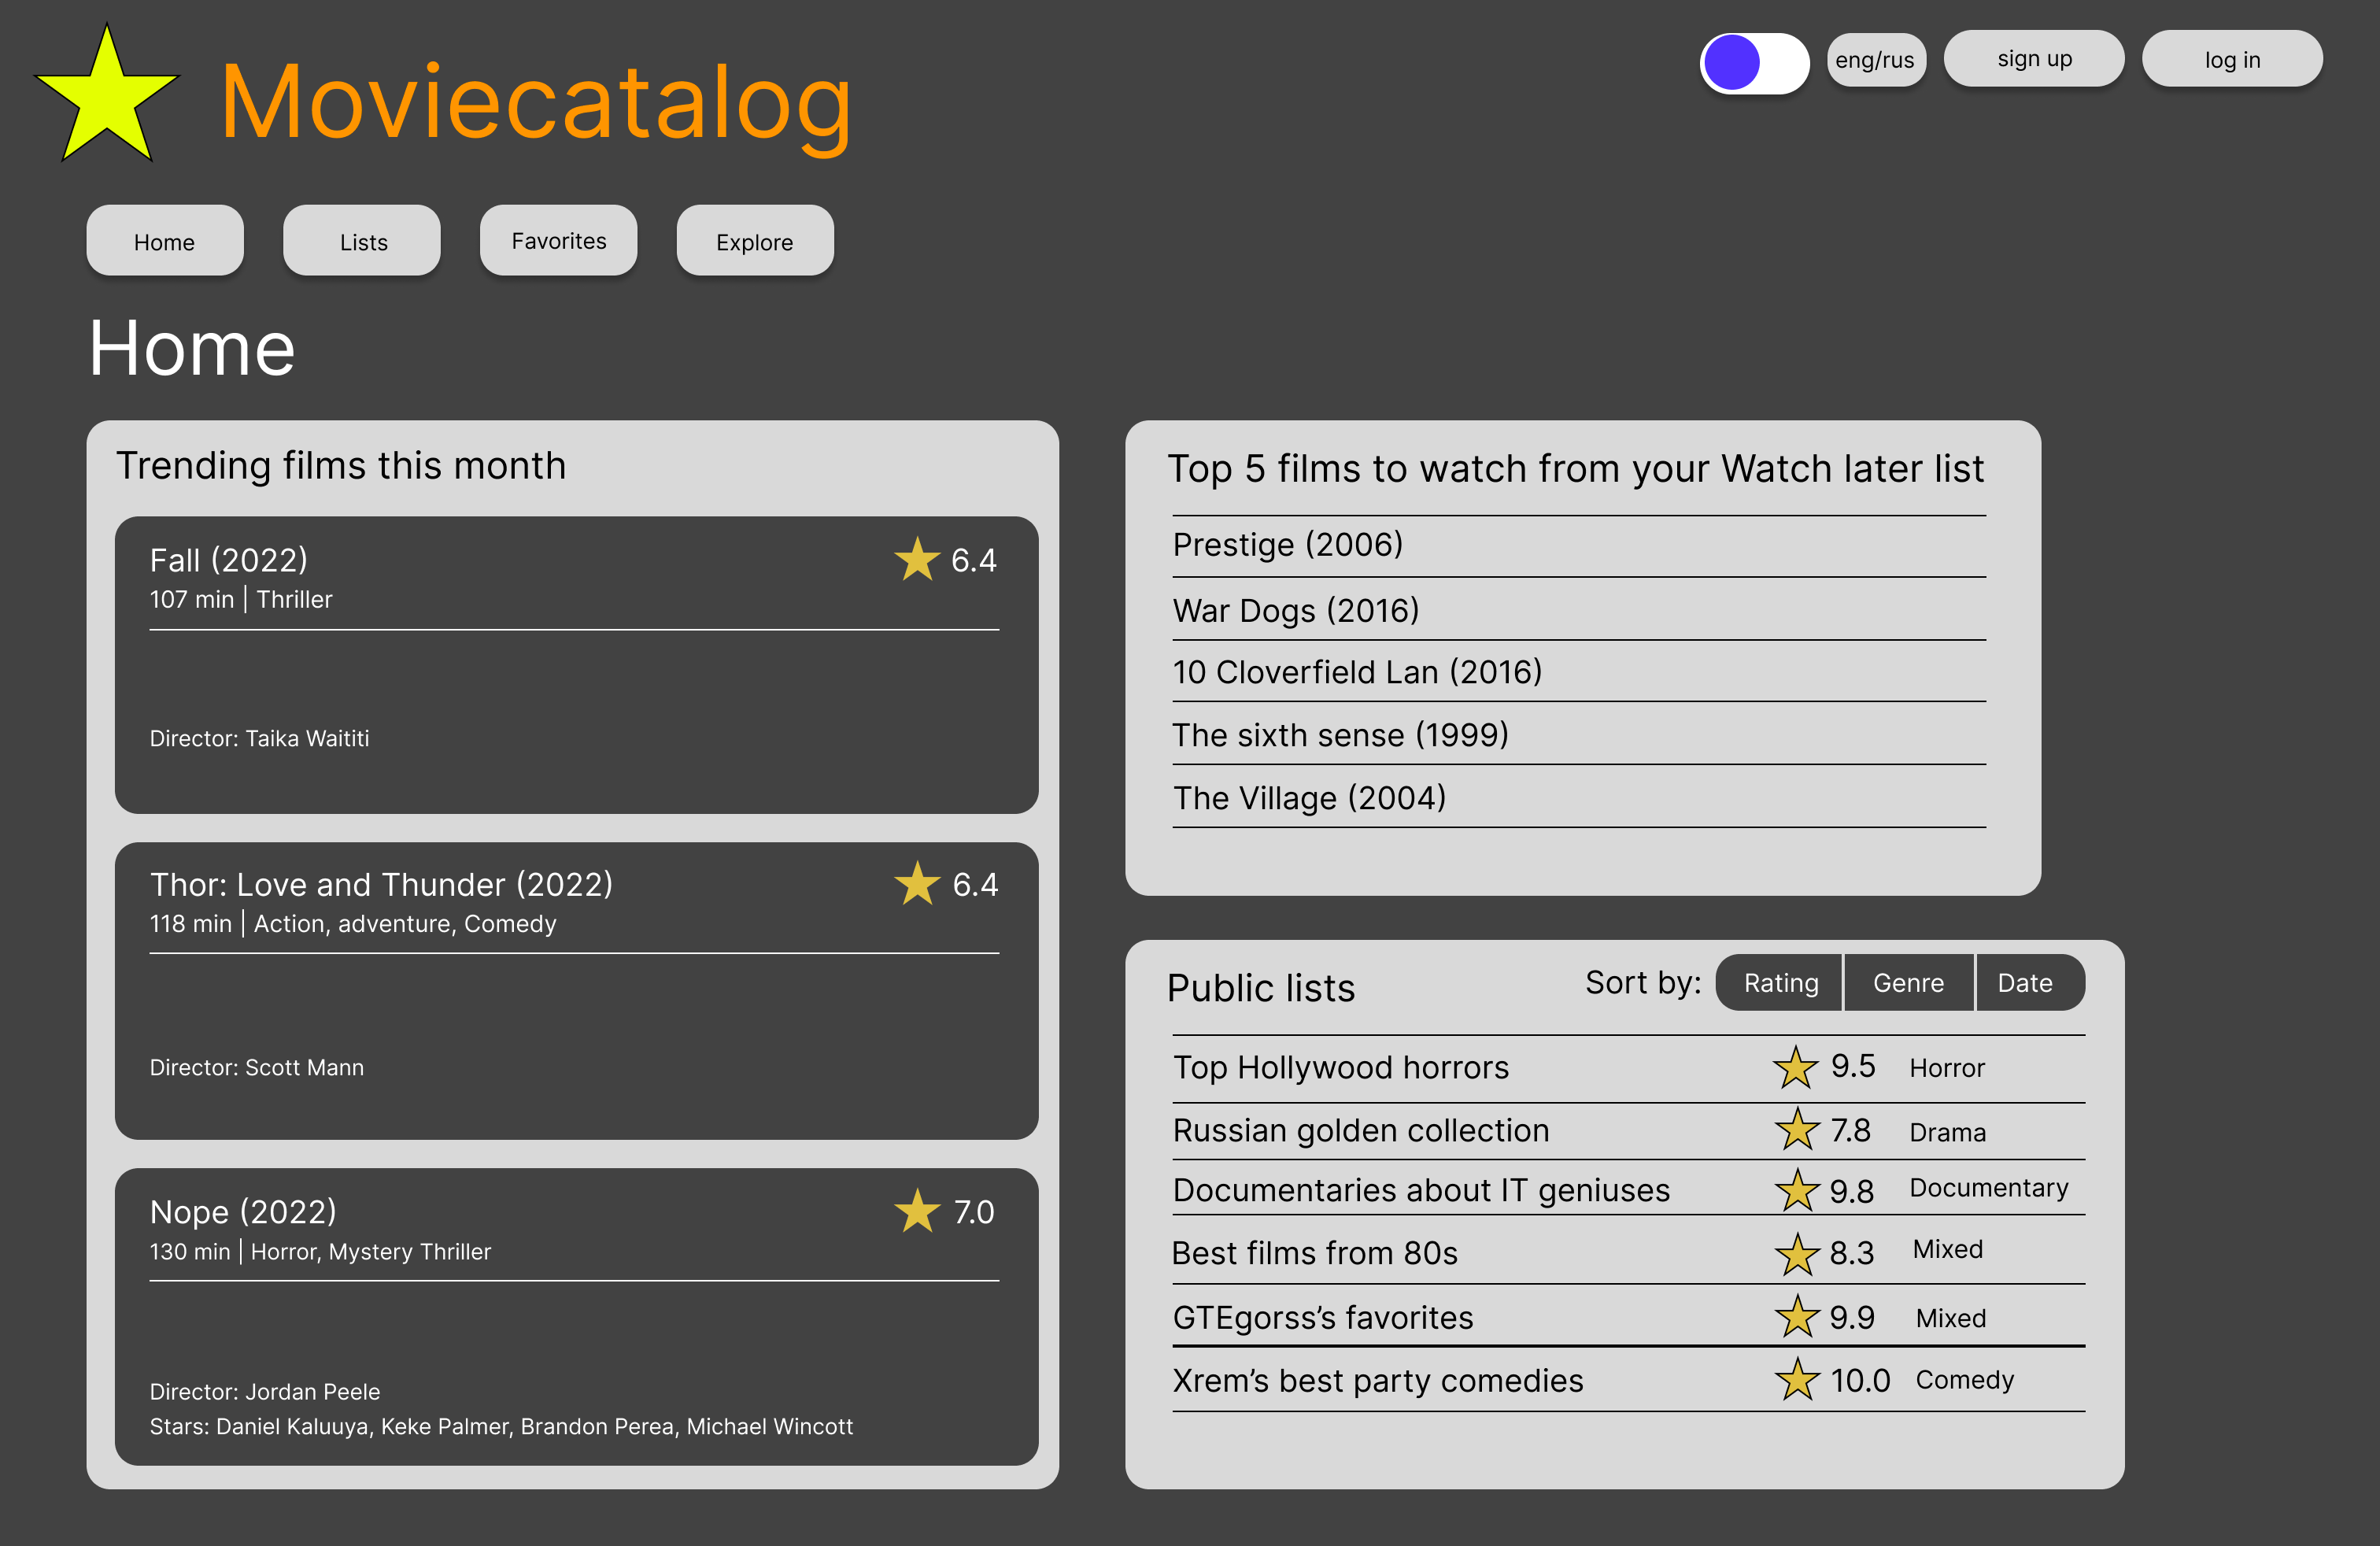 Moviecatalog
eng/rus
sign up
log in
Home
Lists
Favorites
Explore
Home
Trending films this month
Fall (2022)
6.4
107 min | Thriller
Director: Taika Waititi
Thor: Love and Thunder (2022)
6.4
118 min | Action, adventure, Comedy
Director: Scott Mann
Nope (2022)
7.0
130 min | Horror, Mystery Thriller
Director: Jordan Peele
Stars: Daniel Kaluuya, Keke Palmer, Brandon Perea, Michael Wincott
Top 5 films to watch from your Watch later list
Prestige (2006)
War Dogs (2016)
10 Cloverfield Lan (2016)
The sixth sense (1999)
The Village (2004)
Public lists
Sort by:
Rating
Genre
Date
Top Hollywood horrors 9.5 Horror
Russian golden collection 7.8 Drama
Documentaries about IT geniuses 9.8 Documentary
Best films from 80s 8.3 Mixed
GTEgorss’s favorites 9.9 Mixed
Xrem’s best party comedies 10.0 Comedy